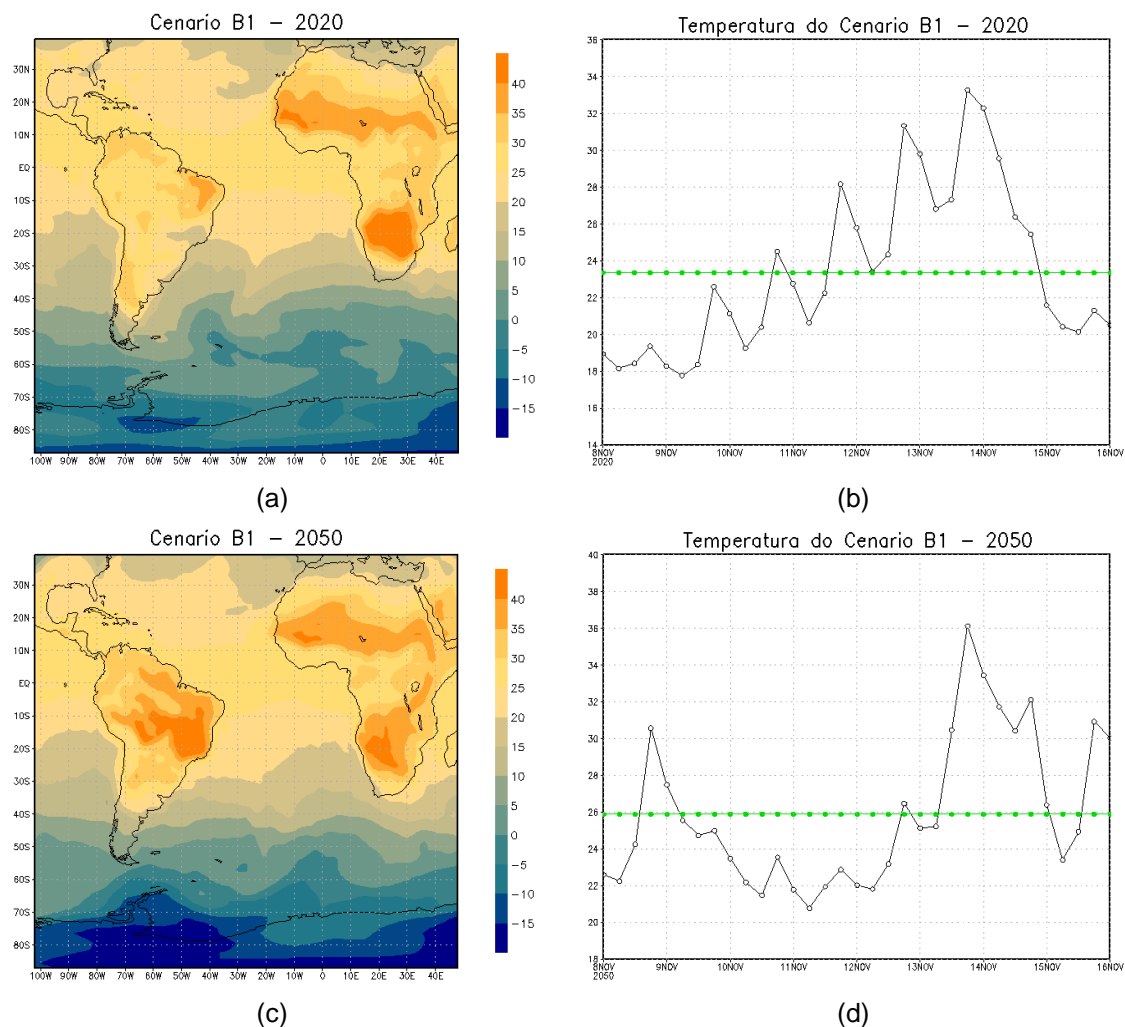 Cenario B1 − 2020
30N
20N
10N
EQ
10S
20S
30S
40S
50S
60S
70S
80S
100W 90W 80W 70W 60W 50W 40W 30W 20W 10W 0 10E 20E 30E 40E
40
35
30
25
20
15
10
5
0
−5
−10
−15
(a)
Temperatura do Cenario B1 − 2020
36
34
32
30
28
26
24
22
20
18
16
14
8NOV 9NOV 10NOV 11NOV 12NOV 13NOV 14NOV 15NOV 16NOV
2020
(b)
Cenario B1 − 2050
30N
20N
10N
EQ
10S
20S
30S
40S
50S
60S
70S
80S
100W 90W 80W 70W 60W 50W 40W 30W 20W 10W 0 10E 20E 30E 40E
40
35
30
25
20
15
10
5
0
−5
−10
−15
(c)
Temperatura do Cenario B1 − 2050
40
38
36
34
32
30
28
26
24
22
20
18
8NOV 9NOV 10NOV 11NOV 12NOV 13NOV 14NOV 15NOV 16NOV
2050
(d)